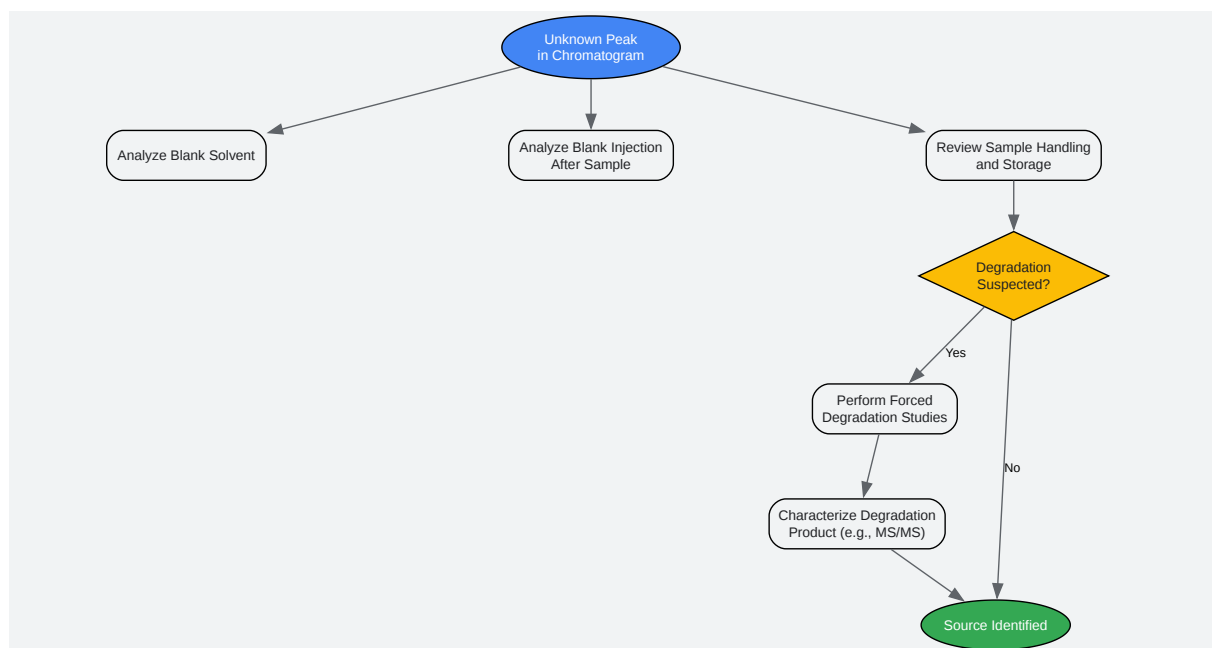 Unknown Peak
in Chromatogram
Analyze Blank Solvent
Analyze Blank Injection
After Sample
Review Sample Handling
and Storage
Degradation
Suspected?
Yes
Perform Forced
Degradation Studies
No
Characterize Degradation
Product (e.g., MS/MS)
Source Identified